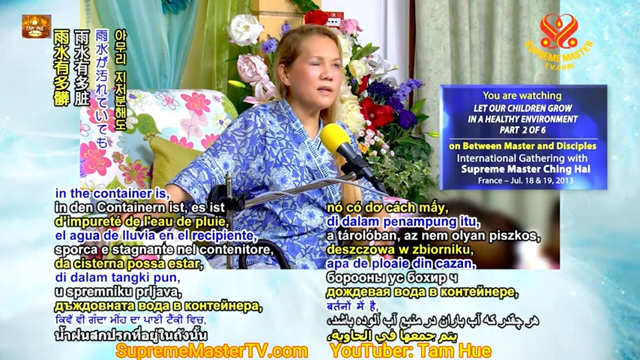 雨水有多髒
雨水有多脏
雨水が汚れていても
아무리 지저분해도
SUPREME MASTER
TV.com
You are watching
LET OUR CHILDREN GROW
IN A HEALTHY ENVIRONMENT
PART 2 OF 6
on Between Master and Disciples
International Gathering with
Supreme Master Ching Hai
France – Jul. 18 & 19, 2013
in the container is,
in den Containern ist, es ist
d'impureté de l'eau de pluie,
el agua de lluvia en el recipiente,
sporca e stagnante nel contenitore,
da cisterna possa estar,
di dalam tangki pun,
u spremniku prljava,
дъждовната вода в контейнера,
ਕਿਵੇਂ ਵੀ ਗੰਦਾ ਮੀਂਹ ਦਾ ਪਾਣੀ ਟੈਂਕੀ ਵਿਚ,
น้ำฝนสกปรกที่อยู่ในถังนั้น
nó có dơ cách mấy,
di dalam penampung itu,
a tárolóban, az nem olyan piszkos,
deszczowa w zbiorniku,
apa de ploaie din cazan,
борооны ус бохир ч
дождевая вода в контейнере,
बर्तनों में है,
هر چقدر که آب باران در منبع آب آلوده باشد،
يتم جمعها في الحاوية،
SupremeMasterTV.com
YouTuber: Tam Hue